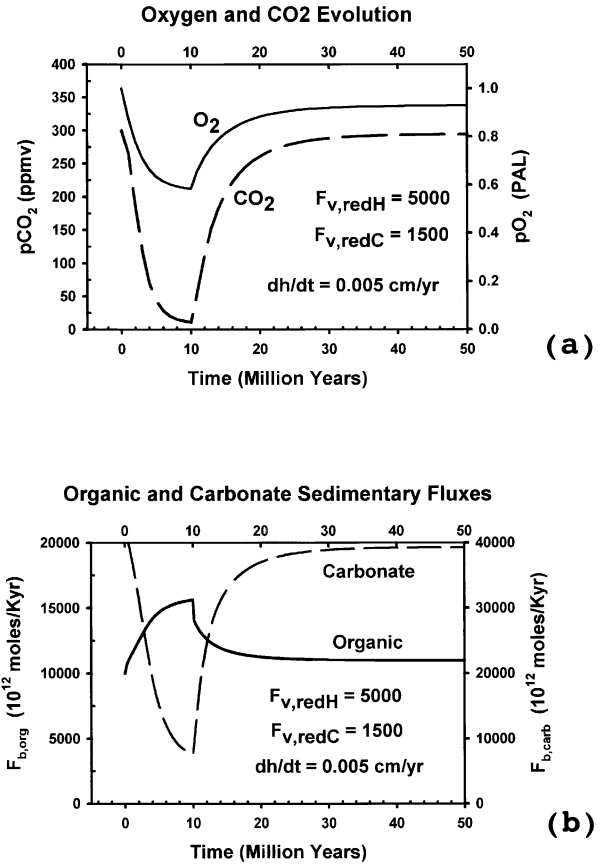 Oxygen and CO2 Evolution
0 10 20 30 40 50
400
350
300
250
200
150
100
50
0
pCO2 (ppmv)
1.0
0.8
0.6
0.4
0.2
0.0
pO2 (PAL)
O2
CO2
Fv,redH = 5000
Fv,redC = 1500
dh/dt = 0.005 cm/yr
0 10 20 30 40 50
Time (Million Years)
(a)
Organic and Carbonate Sedimentary Fluxes
0 10 20 30 40 50
20000
15000
10000
5000
0
Fb,org (10^12 moles/Kyr)
40000
30000
20000
10000
0
Fb,carb (10^12 moles/Kyr)
Carbonate
Organic
Fv,redH = 5000
Fv,redC = 1500
dh/dt = 0.005 cm/yr
0 10 20 30 40 50
Time (Million Years)
(b)